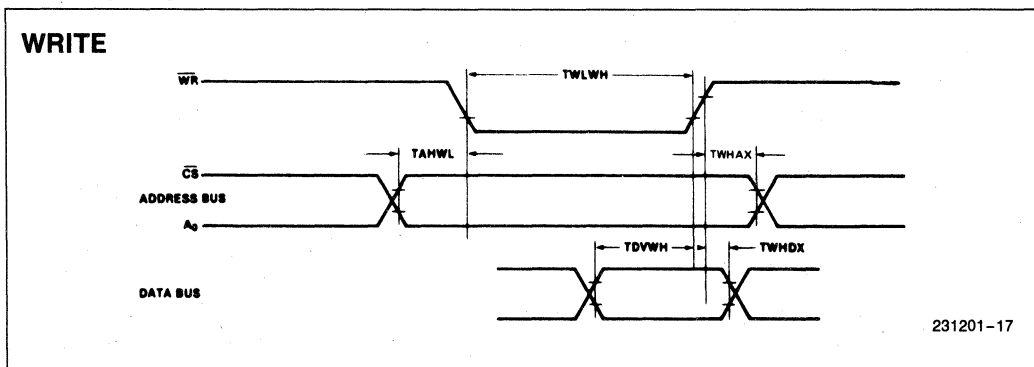 WRITE
WR
TWLWH
TAHWL
TWHAX
CS
ADDRESS BUS
A0
TDVWH
TWHDX
DATA BUS
231201-17